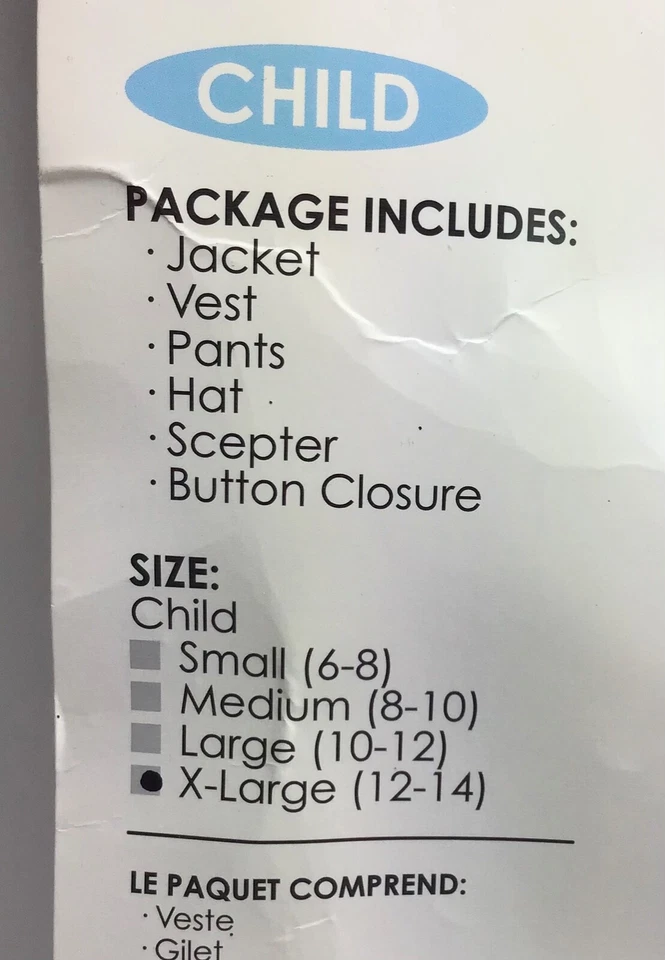 CHILD
PACKAGE INCLUDES:
· Jacket
· Vest
· Pants
· Hat
· Scepter
· Button Closure
SIZE:
Child
Small (6-8)
Medium (8-10)
Large (10-12)
X-Large (12-14)
LE PAQUET COMPREND:
· Veste
· Gilet